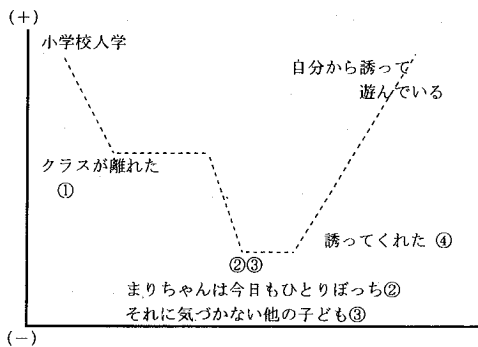 (+)
小学校人学
自分から誘って
遊んでいる
クラスが離れた
①
誘ってくれた ④
②③
まりちゃんは今日もひとりぼっち②
それに気づかない他の子ども③
(-)